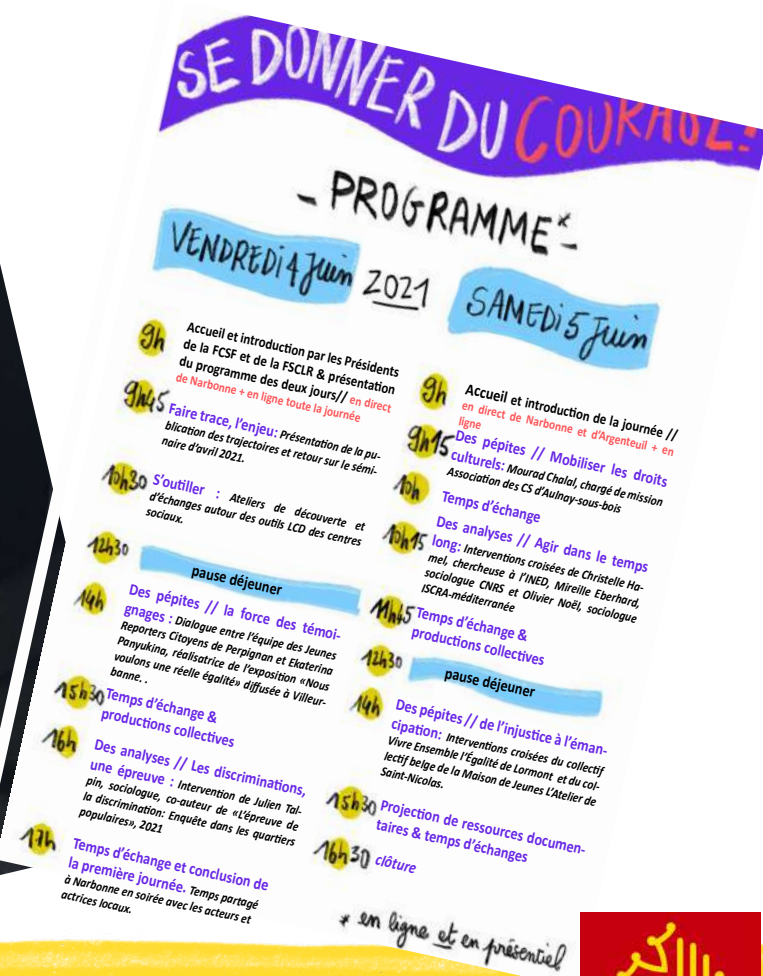 SE DONNER DU COURAGE!
- PROGRAMME* -
VENDREDI 4 Juin 2021
9h
Accueil et introduction par les Présidents
de la FCSF et de la FSCLR & présentation
du programme des deux jours// en direct
de Narbonne + en ligne toute la journée
9h45
Faire trace, l'enjeu: Présentation de la pu-
blication des trajectoires et retour sur le sémi-
naire d'avril 2021.
10h30
S'outiller : Ateliers de découverte et
d'échanges autour des outils LCD des centres
sociaux.
12h30
pause déjeuner
14h
Des pépites // la force des témoi-
gnages : Dialogue entre l'équipe des Jeunes
Reporters Citoyens de Perpignan et Ekaterina
Panyukina, réalisatrice de l'exposition «Nous
voulons une réelle égalité» diffusée à Villeur-
banne. .
15h30
Temps d'échange &
productions collectives
16h
Des analyses // Les discriminations,
une épreuve : Intervention de Julien Tal-
pin, sociologue, co-auteur de «L'épreuve de
la discrimination: Enquête dans les quartiers
populaires», 2021
17h
Temps d'échange et conclusion de
la première journée. Temps partagé
à Narbonne en soirée avec les acteurs et
actrices locaux.
SAMEDI 5 Juin
9h
Accueil et introduction de la journée //
en direct de Narbonne et d'Argenteuil + en
ligne
9h15
Des pépites // Mobiliser les droits
culturels: Mourad Chalal, chargé de mission
Association des CS d'Aulnay-sous-bois
10h
Temps d'échange
10h15
Des analyses // Agir dans le temps
long: Interventions croisées de Christelle Ha-
mel, chercheuse à l'INED, Mireille Eberhard,
sociologue CNRS et Olivier Noël, sociologue
ISCRA-méditerranée
11h45
Temps d'échange &
productions collectives
12h30
pause déjeuner
14h
Des pépites // de l'injustice à l'éman-
cipation: Interventions croisées du collectif
Vivre Ensemble l'Égalité de Lormont et du col-
lectif belge de la Maison de Jeunes L'Atelier de
Saint-Nicolas.
15h30
Projection de ressources documen-
taires & temps d'échanges
16h30
clôture
* en ligne et en présentiel